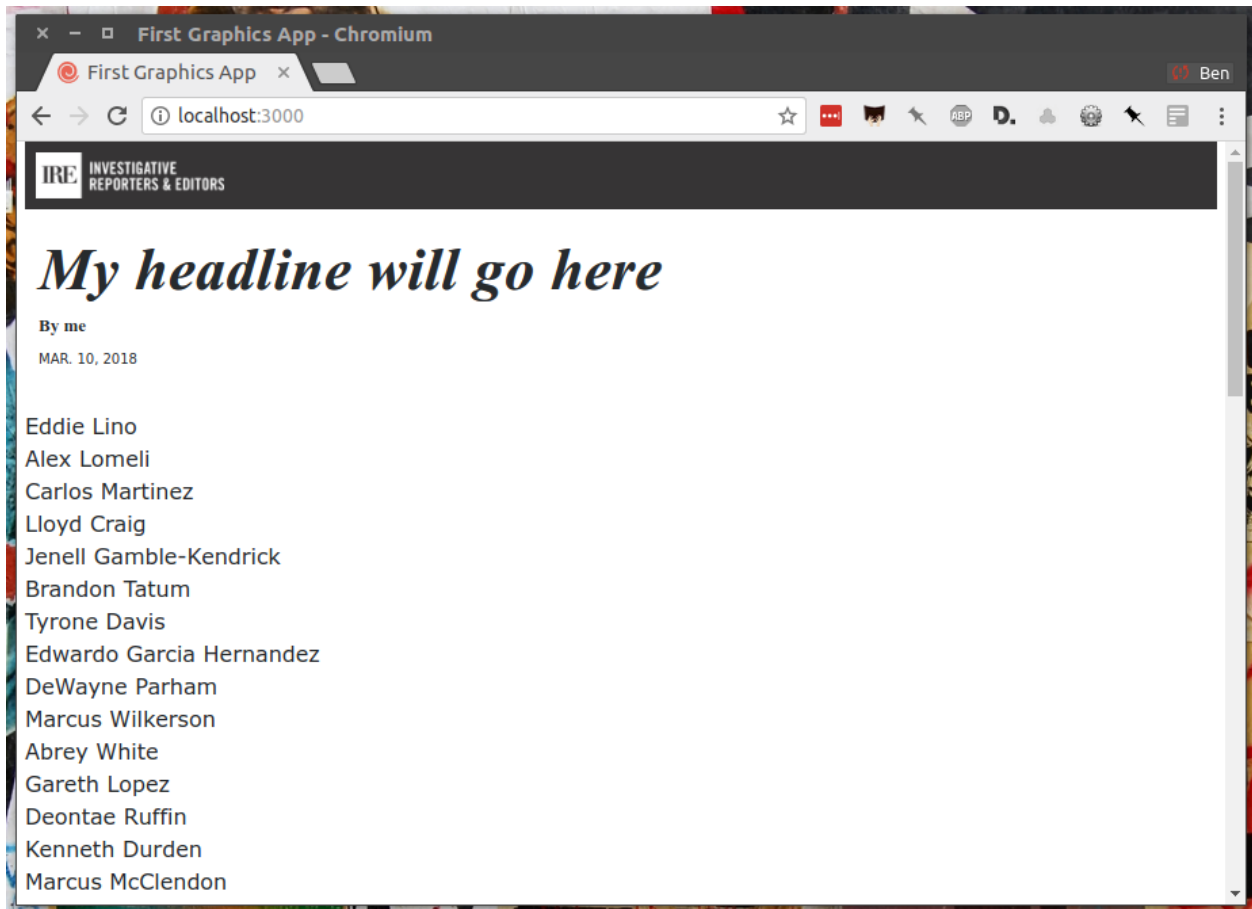 First Graphics App - Chromium
First Graphics App
Ben
localhost:3000
ABP
D.
IRE
INVESTIGATIVE
REPORTERS & EDITORS
My headline will go here
By me
MAR. 10, 2018
Eddie Lino
Alex Lomeli
Carlos Martinez
Lloyd Craig
Jenell Gamble-Kendrick
Brandon Tatum
Tyrone Davis
Edwardo Garcia Hernandez
DeWayne Parham
Marcus Wilkerson
Abrey White
Gareth Lopez
Deontae Ruffin
Kenneth Durden
Marcus McClendon